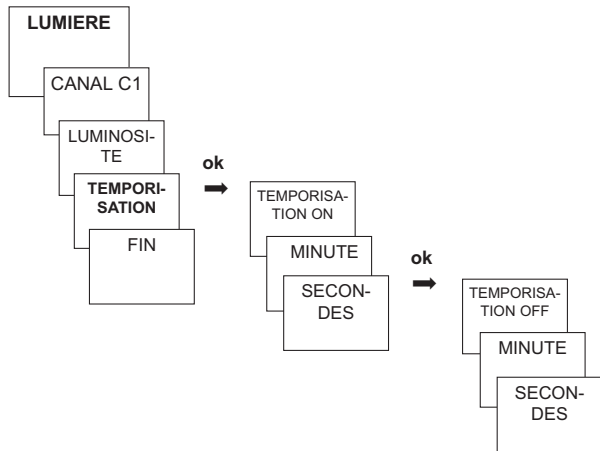 LUMIERE
CANAL C1
LUMINOSI-
TE
TEMPORI-
SATION
FIN
ok
TEMPORISA-
TION ON
MINUTE
SECON-
DES
ok
TEMPORISA-
TION OFF
MINUTE
SECON-
DES